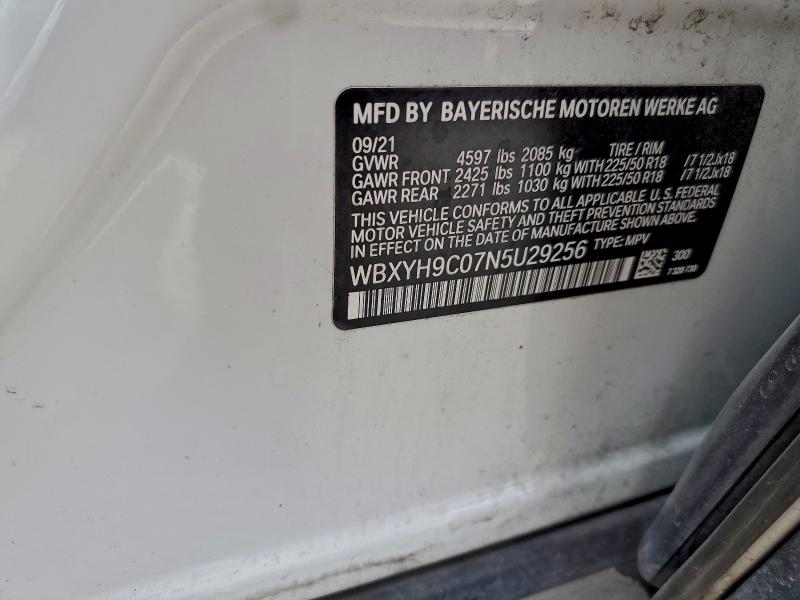 MFD BY BAYERISCHE MOTOREN WERKE AG
09/21 TIRE / RIM
GVWR 4597 lbs 2085 kg
GAWR FRONT 2425 lbs 1100 kg WITH 225/50 R18 /7 1/2Jx18
GAWR REAR 2271 lbs 1030 kg WITH 225/50 R18 /7 1/2Jx18
THIS VEHICLE CONFORMS TO ALL APPLICABLE U.S. FEDERAL
MOTOR VEHICLE SAFETY AND THEFT PREVENTION STANDARDS
IN EFFECT ON THE DATE OF MANUFACTURE SHOWN ABOVE.
WBXYH9C07N5U29256 TYPE: MPV
300